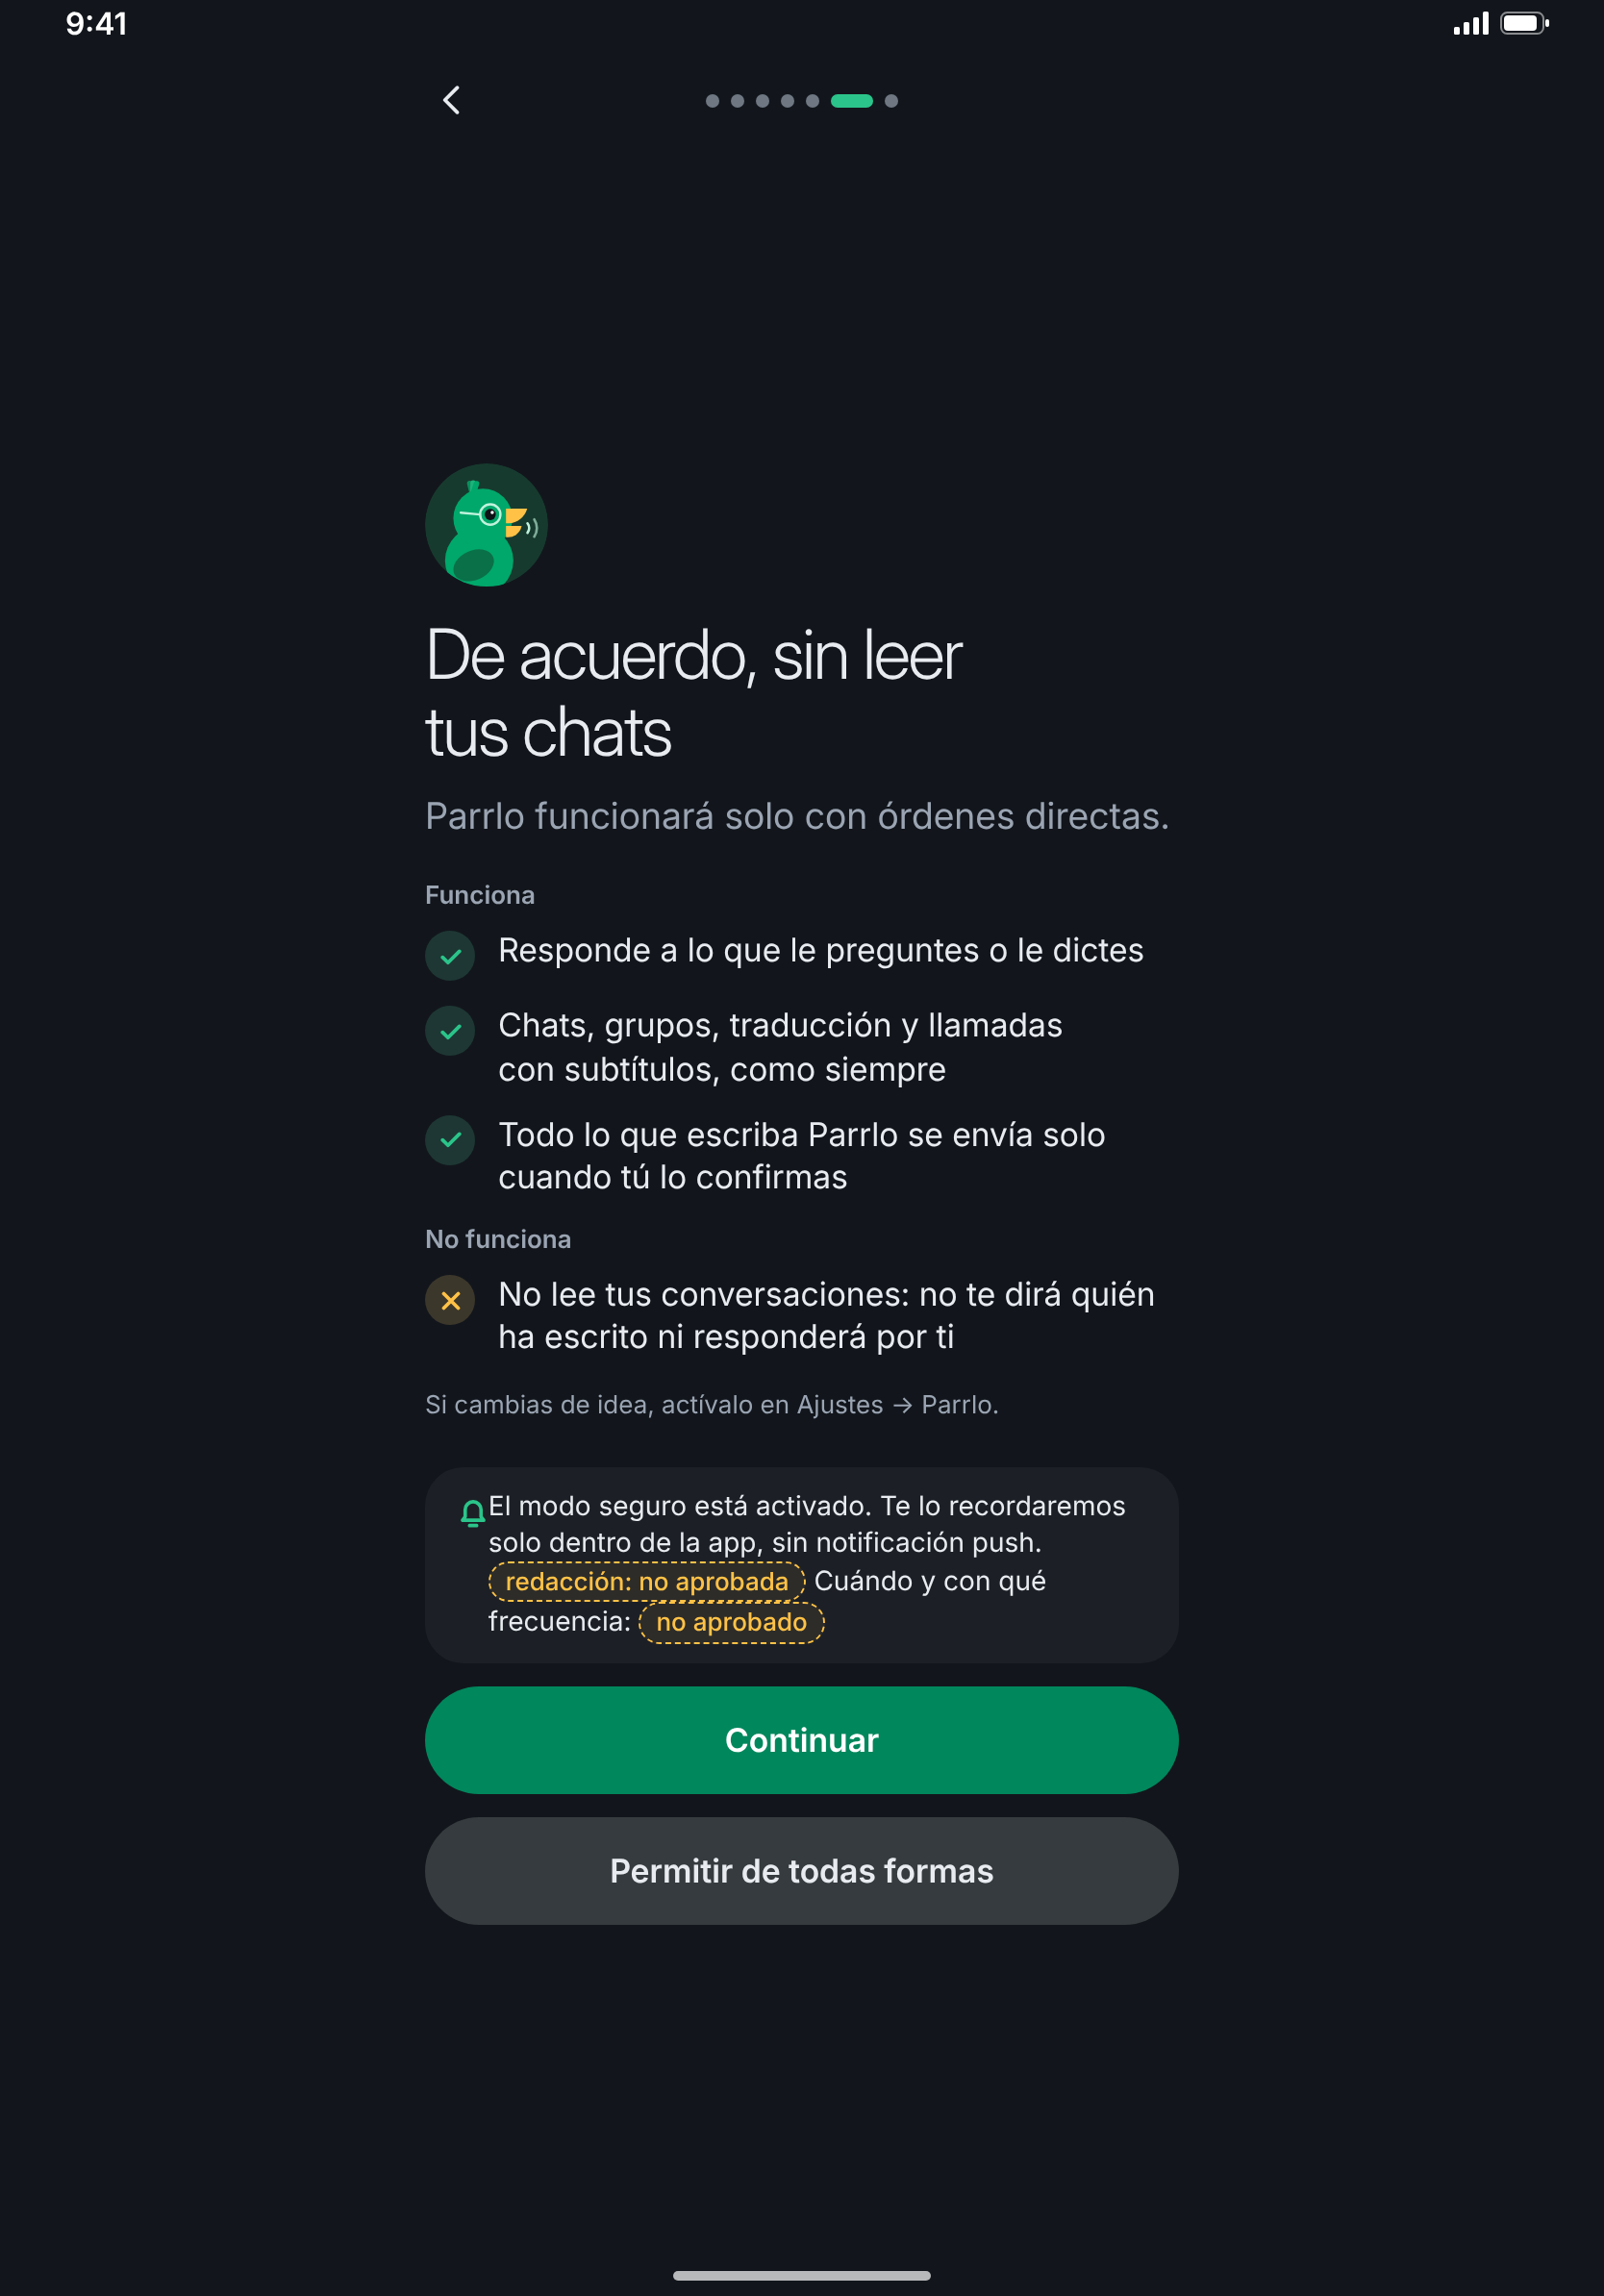 9:41
De acuerdo, sin leer
tus chats
Parrlo funcionará solo con órdenes directas.
Funciona
Responde a lo que le preguntes o le dictes
Chats, grupos, traducción y llamadas
con subtítulos, como siempre
Todo lo que escriba Parrlo se envía solo
cuando tú lo confirmas
No funciona
No lee tus conversaciones: no te dirá quién
ha escrito ni responderá por ti
Si cambias de idea, actívalo en Ajustes → Parrlo.
El modo seguro está activado. Te lo recordaremos
solo dentro de la app, sin notificación push.
redacción: no aprobada Cuándo y con qué
frecuencia: no aprobado
Continuar
Permitir de todas formas